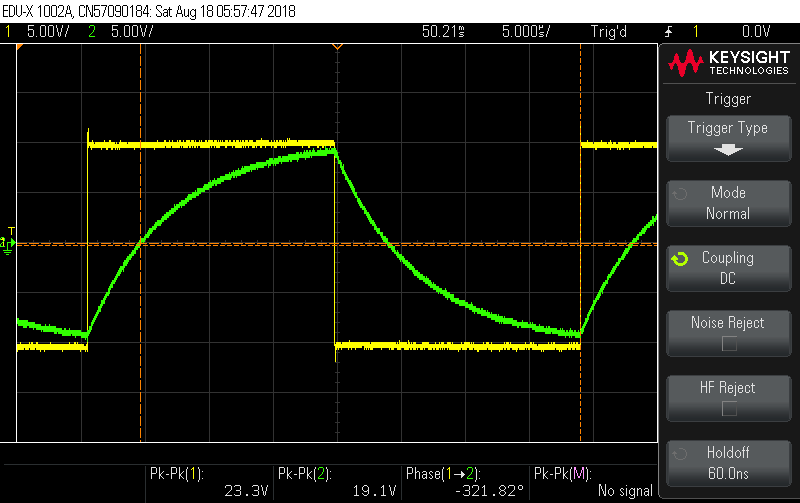 EDU-X 1002A, CN57090184: Sat Aug 18 05:57:47 2018
1 5.00V/ 2 5.00V/ 50.21us 5.000us/ Trig'd 1 0.0V
KEYSIGHT
TECHNOLOGIES
Trigger
Trigger Type
Mode
Normal
Coupling
DC
Noise Reject
HF Reject
Holdoff
60.0ns
T
2
Pk-Pk(1): Pk-Pk(2): Phase(1→2): Pk-Pk(M):
23.3V 19.1V -321.82° No signal